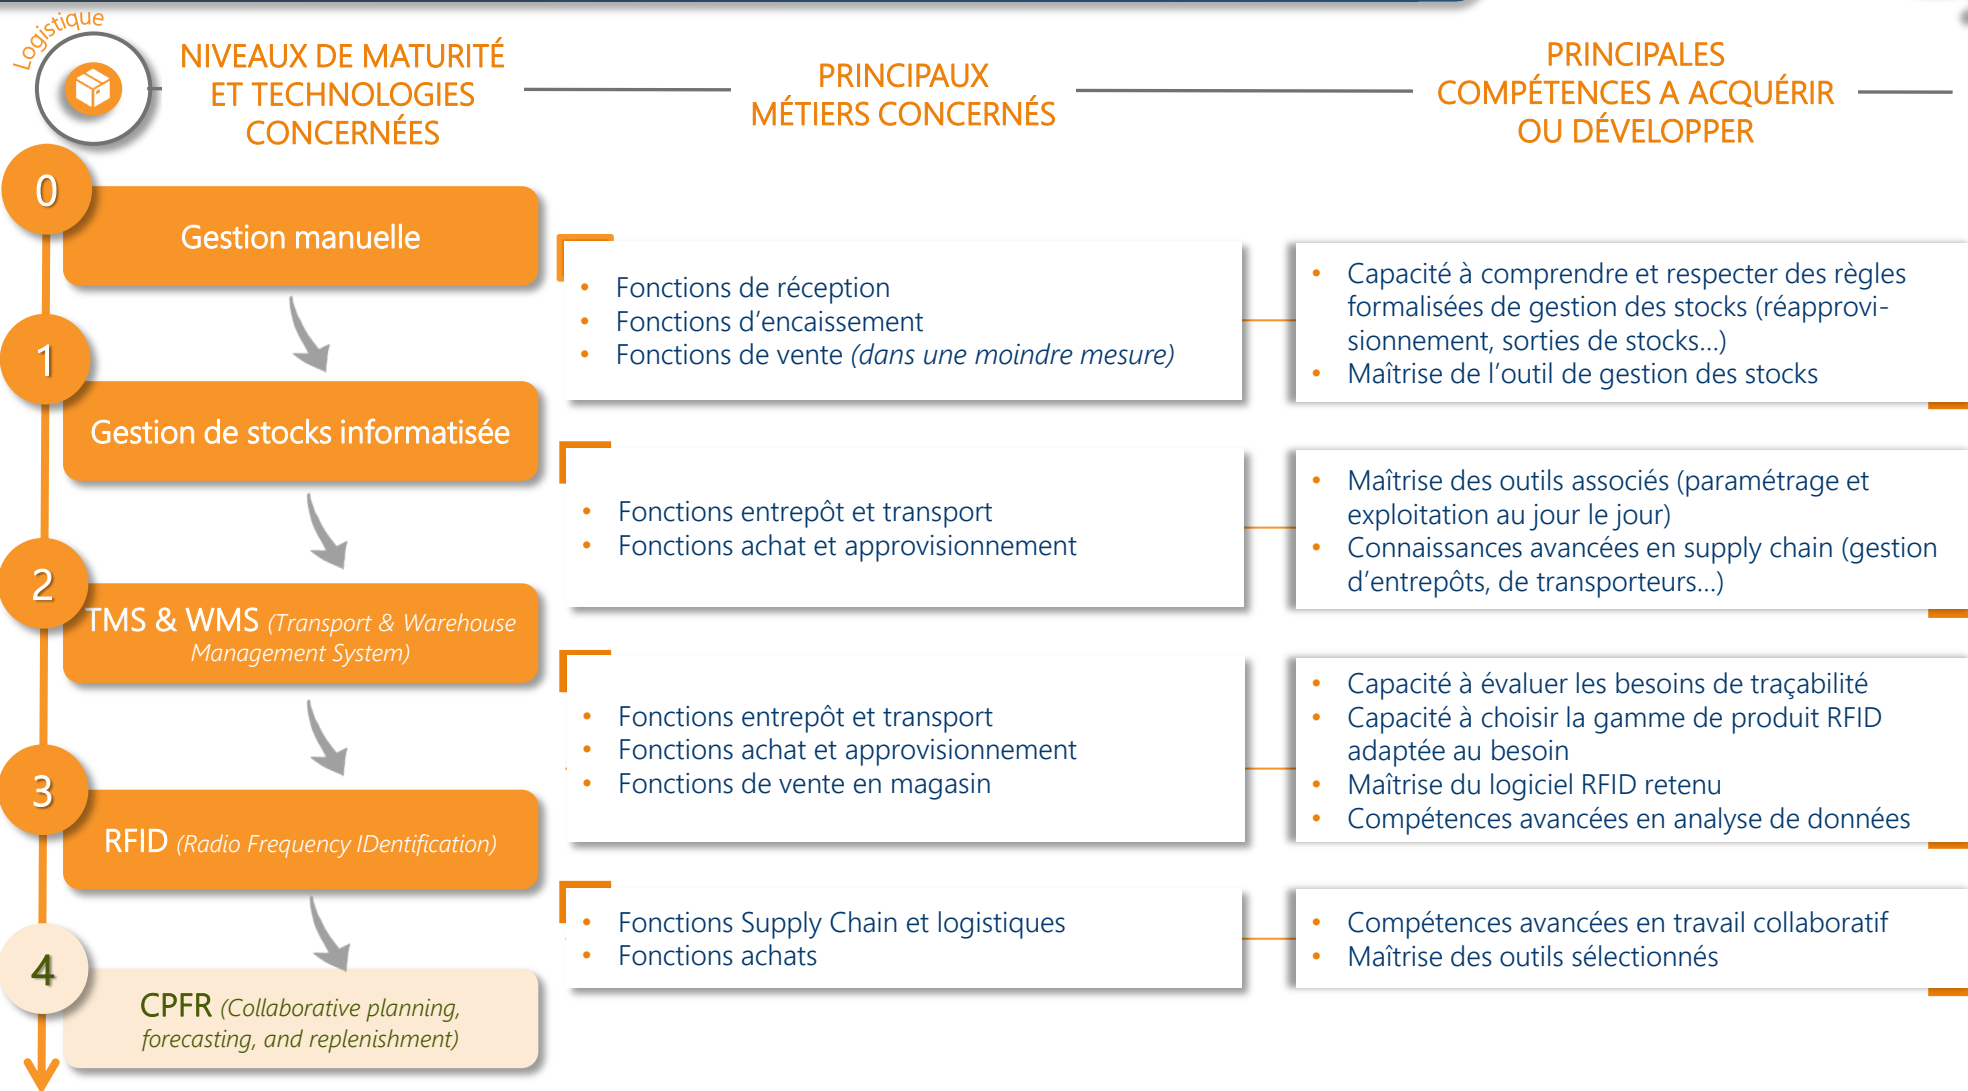 Logistique
NIVEAUX DE MATURITÉ
ET TECHNOLOGIES
CONCERNÉES
PRINCIPAUX
MÉTIERS CONCERNÉS
PRINCIPALES
COMPÉTENCES A ACQUÉRIR
OU DÉVELOPPER
0
Gestion manuelle
• Fonctions de réception
• Fonctions d'encaissement
• Fonctions de vente (dans une moindre mesure)
• Capacité à comprendre et respecter des règles
formalisées de gestion des stocks (réapprovi-
sionnement, sorties de stocks...)
• Maîtrise de l'outil de gestion des stocks
1
Gestion de stocks informatisée
• Fonctions entrepôt et transport
• Fonctions achat et approvisionnement
• Maîtrise des outils associés (paramétrage et
exploitation au jour le jour)
• Connaissances avancées en supply chain (gestion
d'entrepôts, de transporteurs...)
2
TMS & WMS (Transport & Warehouse
Management System)
• Fonctions entrepôt et transport
• Fonctions achat et approvisionnement
• Fonctions de vente en magasin
• Capacité à évaluer les besoins de traçabilité
• Capacité à choisir la gamme de produit RFID
adaptée au besoin
• Maîtrise du logiciel RFID retenu
• Compétences avancées en analyse de données
3
RFID (Radio Frequency IDentification)
• Fonctions Supply Chain et logistiques
• Fonctions achats
• Compétences avancées en travail collaboratif
• Maîtrise des outils sélectionnés
4
CPFR (Collaborative planning,
forecasting, and replenishment)